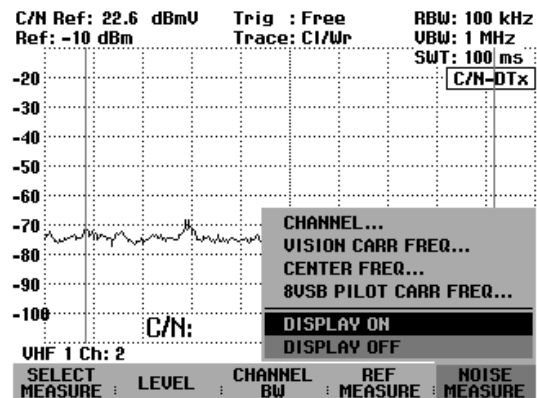 C/N Ref: 22.6 dBmV Trig : Free RBW: 100 kHz
Ref: -10 dBm Trace: Cl/Wr VBW: 1 MHz
SWT: 100 ms
C/N-DTx
-20
-30
-40
-50
-60
-70
-80
-90
-100
CHANNEL...
VISION CARR FREQ...
CENTER FREQ...
8VSB PILOT CARR FREQ...
DISPLAY ON
DISPLAY OFF
C/N:
VHF 1 Ch: 2
SELECT MEASURE : LEVEL : CHANNEL BW : REF MEASURE : NOISE MEASURE